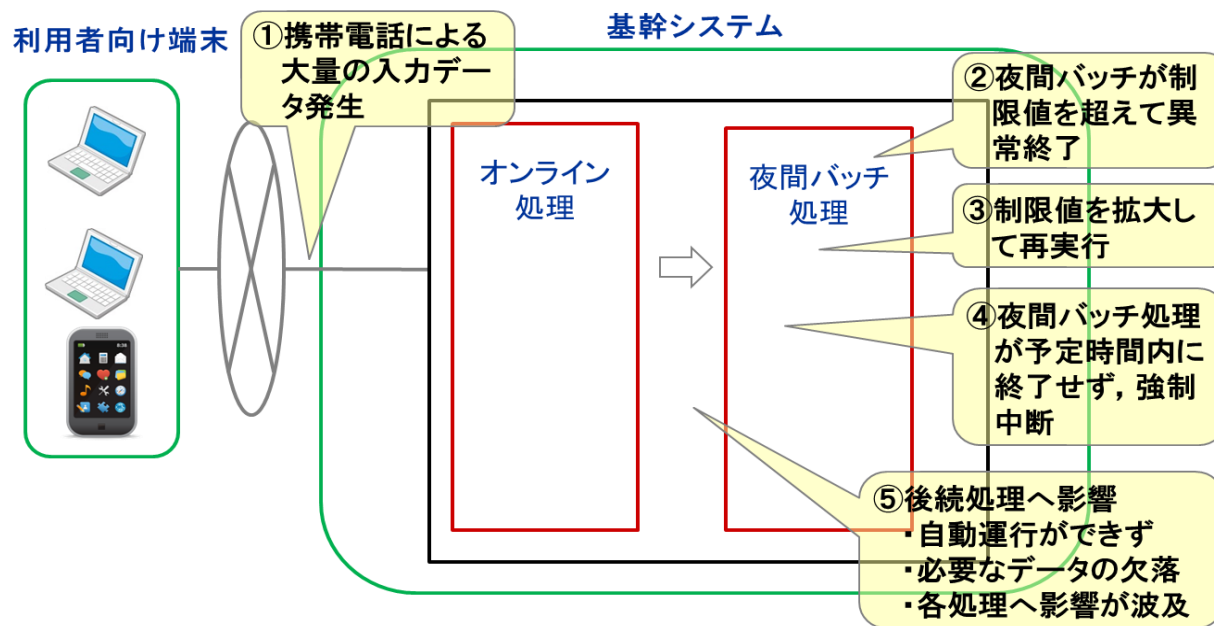 利用者向け端末
基幹システム
①携帯電話による
大量の入力デー
タ発生
オンライン
処理
夜間バッチ
処理
②夜間バッチが制
限値を超えて異
常終了
③制限値を拡大し
て再実行
④夜間バッチ処理
が予定時間内に
終了せず，強制
中断
⑤後続処理へ影響
・自動運行ができず
・必要なデータの欠落
・各処理へ影響が波及